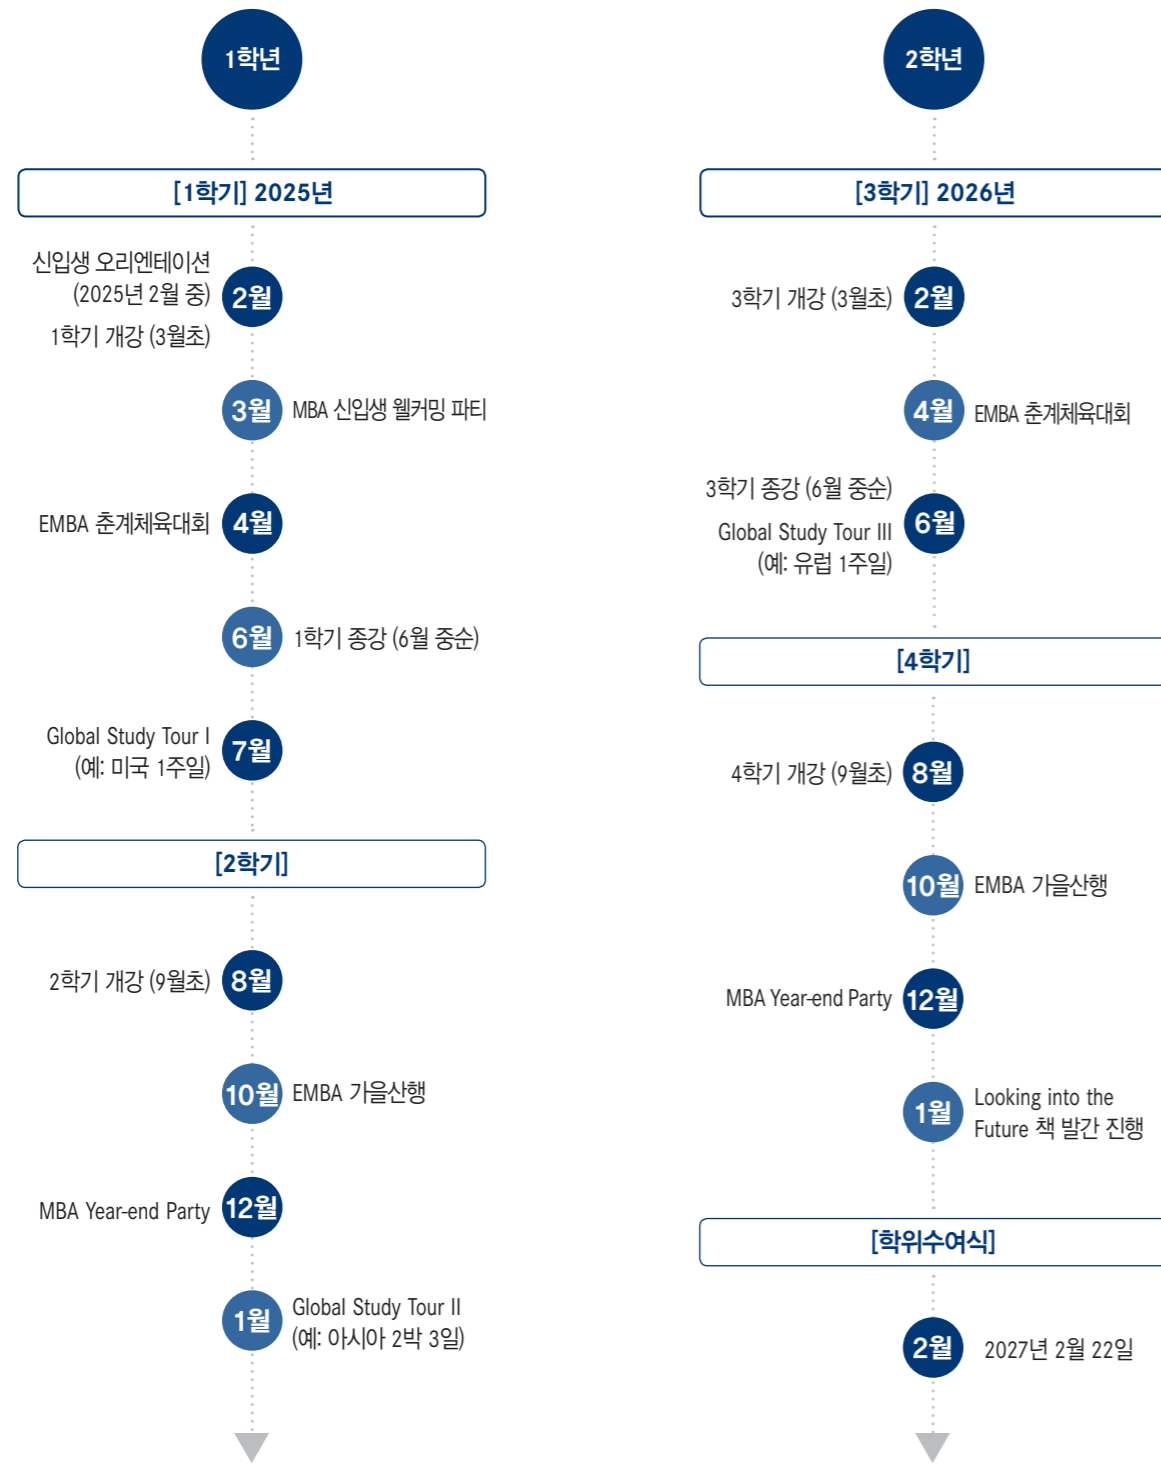 1학년
[1학기] 2025년
신입생 오리엔테이션
(2025년 2월 중)
1학기 개강 (3월초)
2월
3월
MBA 신입생 웰커밍 파티
EMBA 춘계체육대회
4월
6월
1학기 종강 (6월 중순)
Global Study Tour I
(예: 미국 1주일)
7월
[2학기]
2학기 개강 (9월초)
8월
10월
EMBA 가을산행
MBA Year-end Party
12월
1월
Global Study Tour II
(예: 아시아 2박 3일)
2학년
[3학기] 2026년
3학기 개강 (3월초)
2월
4월
EMBA 춘계체육대회
3학기 종강 (6월 중순)
Global Study Tour III
(예: 유럽 1주일)
6월
[4학기]
4학기 개강 (9월초)
8월
10월
EMBA 가을산행
MBA Year-end Party
12월
1월
Looking into the
Future 책 발간 진행
[학위수여식]
2월
2027년 2월 22일